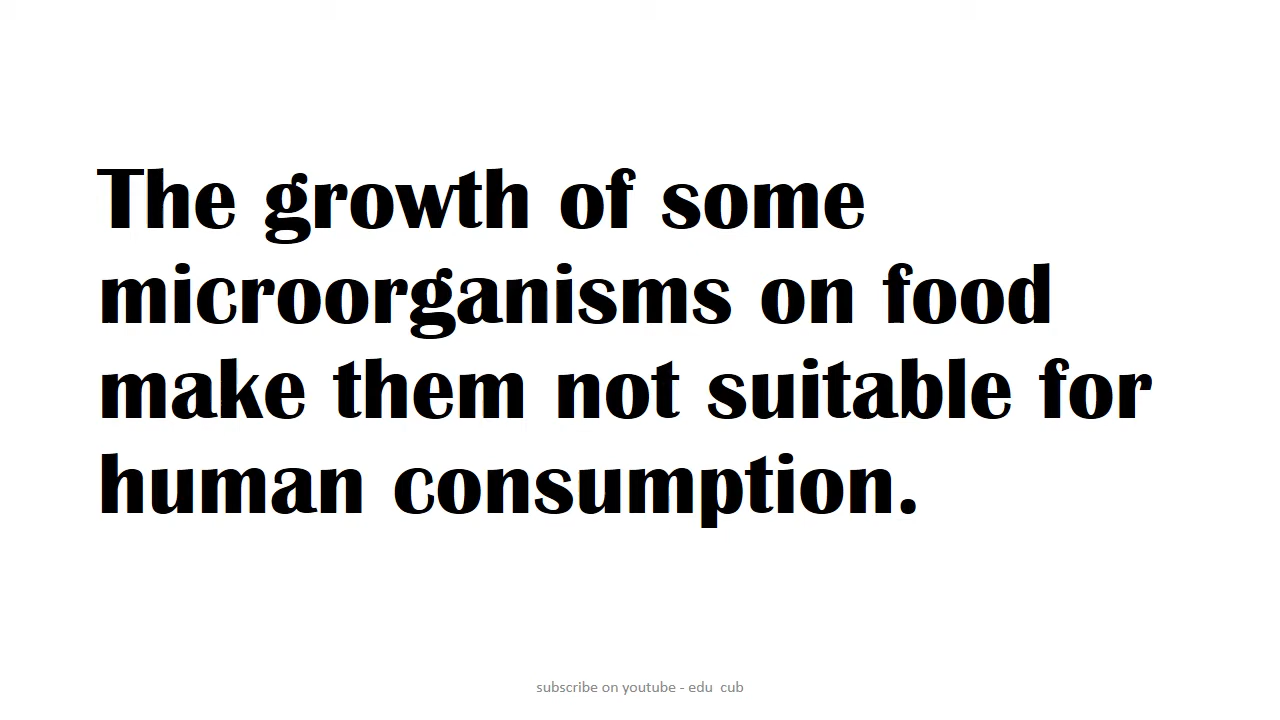 The growth of some
microorganisms on food
make them not suitable for
human consumption.
subscribe on youtube - edu  cub